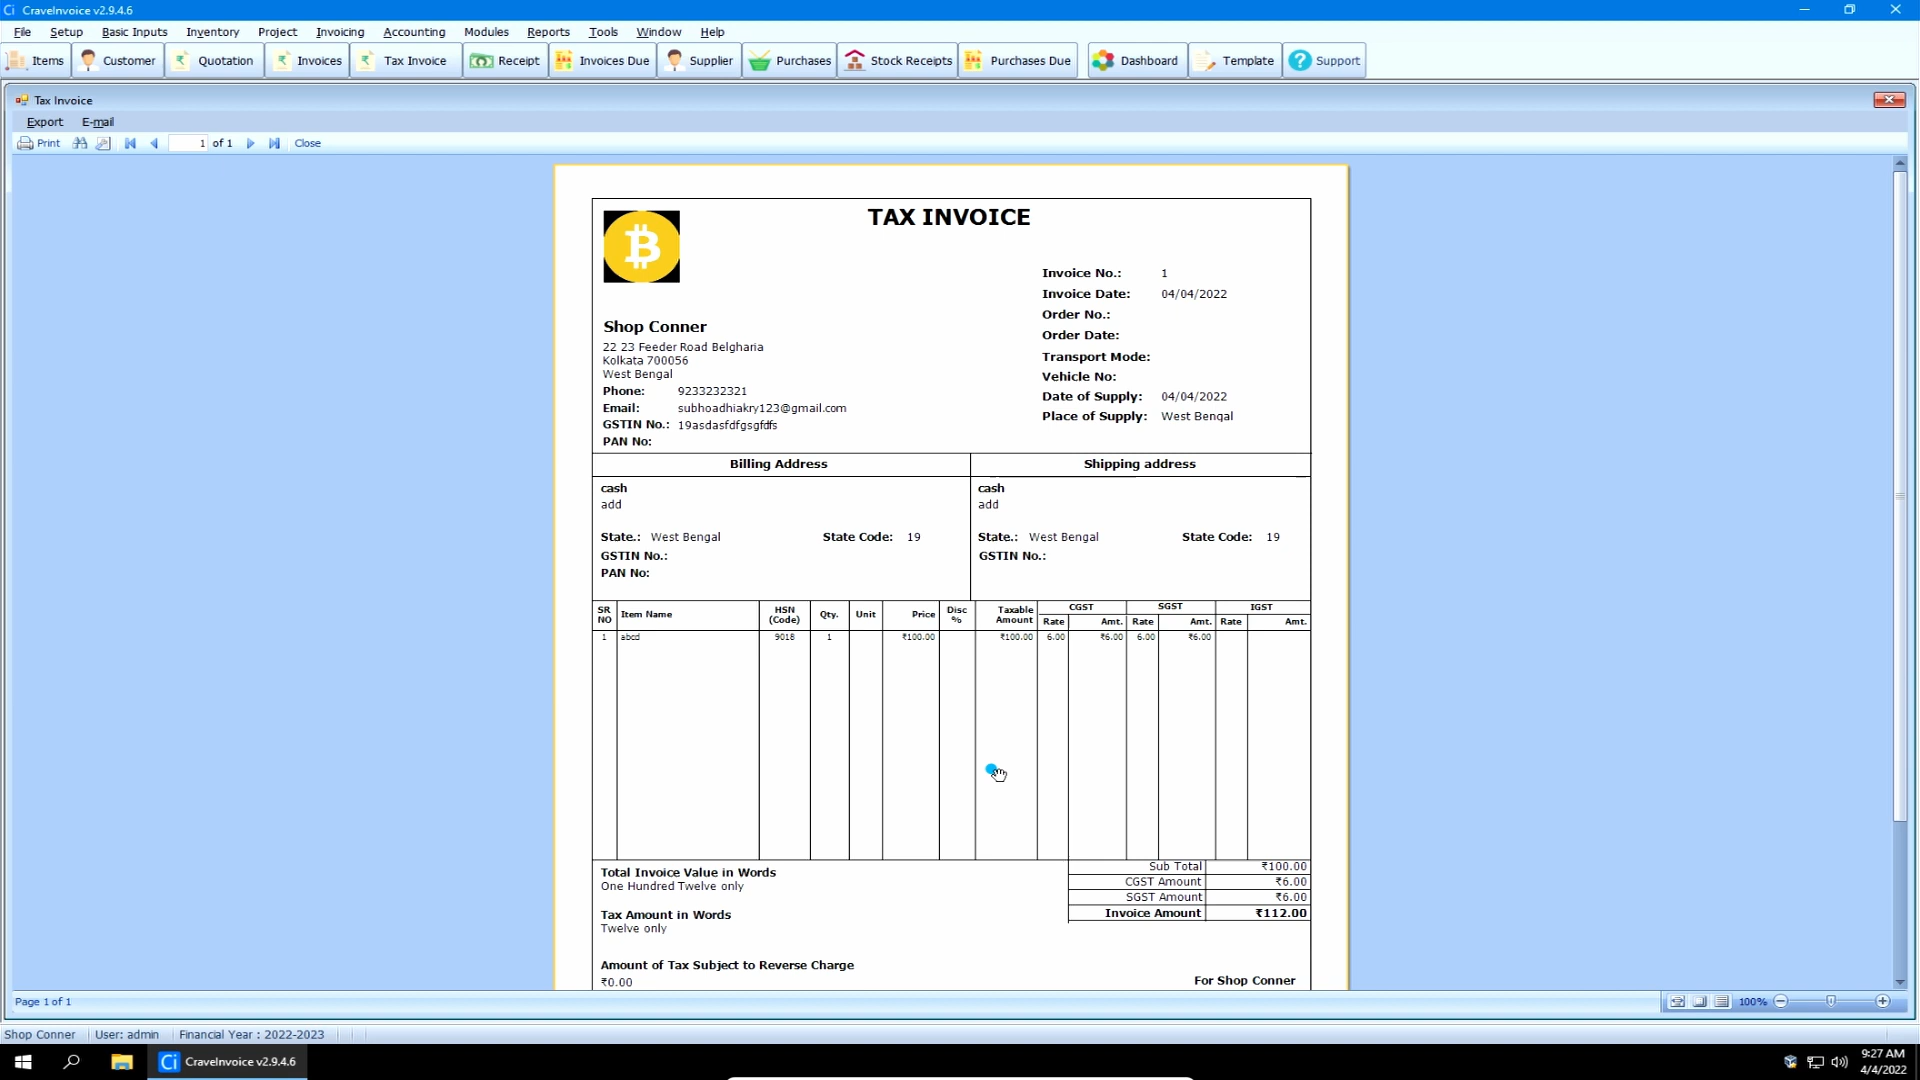 Ci CraveInvoice v2.9.4.6
File Setup Basic Inputs Inventory Project Invoicing Accounting Modules Reports Tools Window Help
Items Customer Quotation Invoices Tax Invoice Receipt Invoices Due Supplier Purchases Stock Receipts Purchases Due Dashboard Template Support
Tax Invoice
Export E-mail
Print 1 of 1 Close
TAX INVOICE
Invoice No.: 1
Invoice Date: 04/04/2022
Order No.:
Order Date:
Transport Mode:
Vehicle No:
Date of Supply: 04/04/2022
Place of Supply: West Bengal
Shop Conner
22 23 Feeder Road Belgharia
Kolkata 700056
West Bengal
Phone: 9233232321
Email: subhoadhiakry123@gmail.com
GSTIN No.: 19asdasfdfgsgfdfs
PAN No:
Billing Address Shipping address
cash cash
add add
State.: West Bengal State Code: 19 State.: West Bengal State Code: 19
GSTIN No.: GSTIN No.:
PAN No:
SR NO Item Name HSN (Code) Qty. Unit Price Disc % Taxable Amount CGST SGST IGST
Rate Amt. Rate Amt. Rate Amt.
1 abcd 9018 1 ₹100.00 ₹100.00 6.00 ₹6.00 6.00 ₹6.00
Sub Total ₹100.00
CGST Amount ₹6.00
SGST Amount ₹6.00
Invoice Amount ₹112.00
Total Invoice Value in Words
One Hundred Twelve only
Tax Amount in Words
Twelve only
Amount of Tax Subject to Reverse Charge
₹0.00 For Shop Conner
Page 1 of 1 100%
Shop Conner User: admin Financial Year : 2022-2023
Ci CraveInvoice v2.9.4.6
9:27 AM
4/4/2022